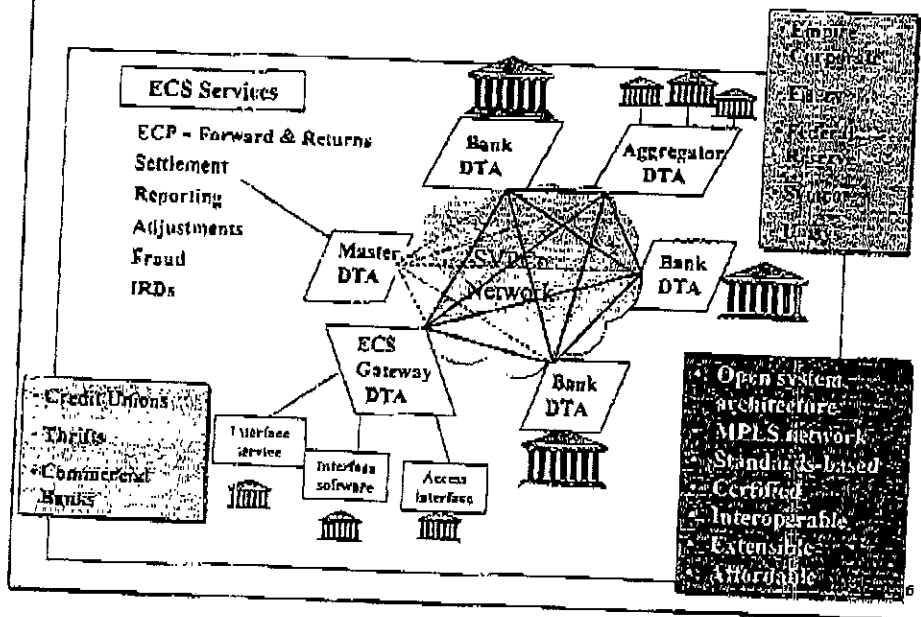 ECS Services
ECP - Forward & Returns
Settlement
Reporting
Adjustments
Fraud
IRDs
Bank
DTA
Aggregator
DTA
Empire
Corporate
Federal
Reserve
Unisys
Master
DTA
SVPCo
Network
Bank
DTA
ECS
Gateway
DTA
Bank
DTA
- Credit Unions
- Thrifts
- Commercial
Banks
Interface
service
Interface
software
Access
interface
• Open system
architecture
• MPLS network
• Standards-based
• Certified
• Interoperable
• Extensible
• Affordable
6